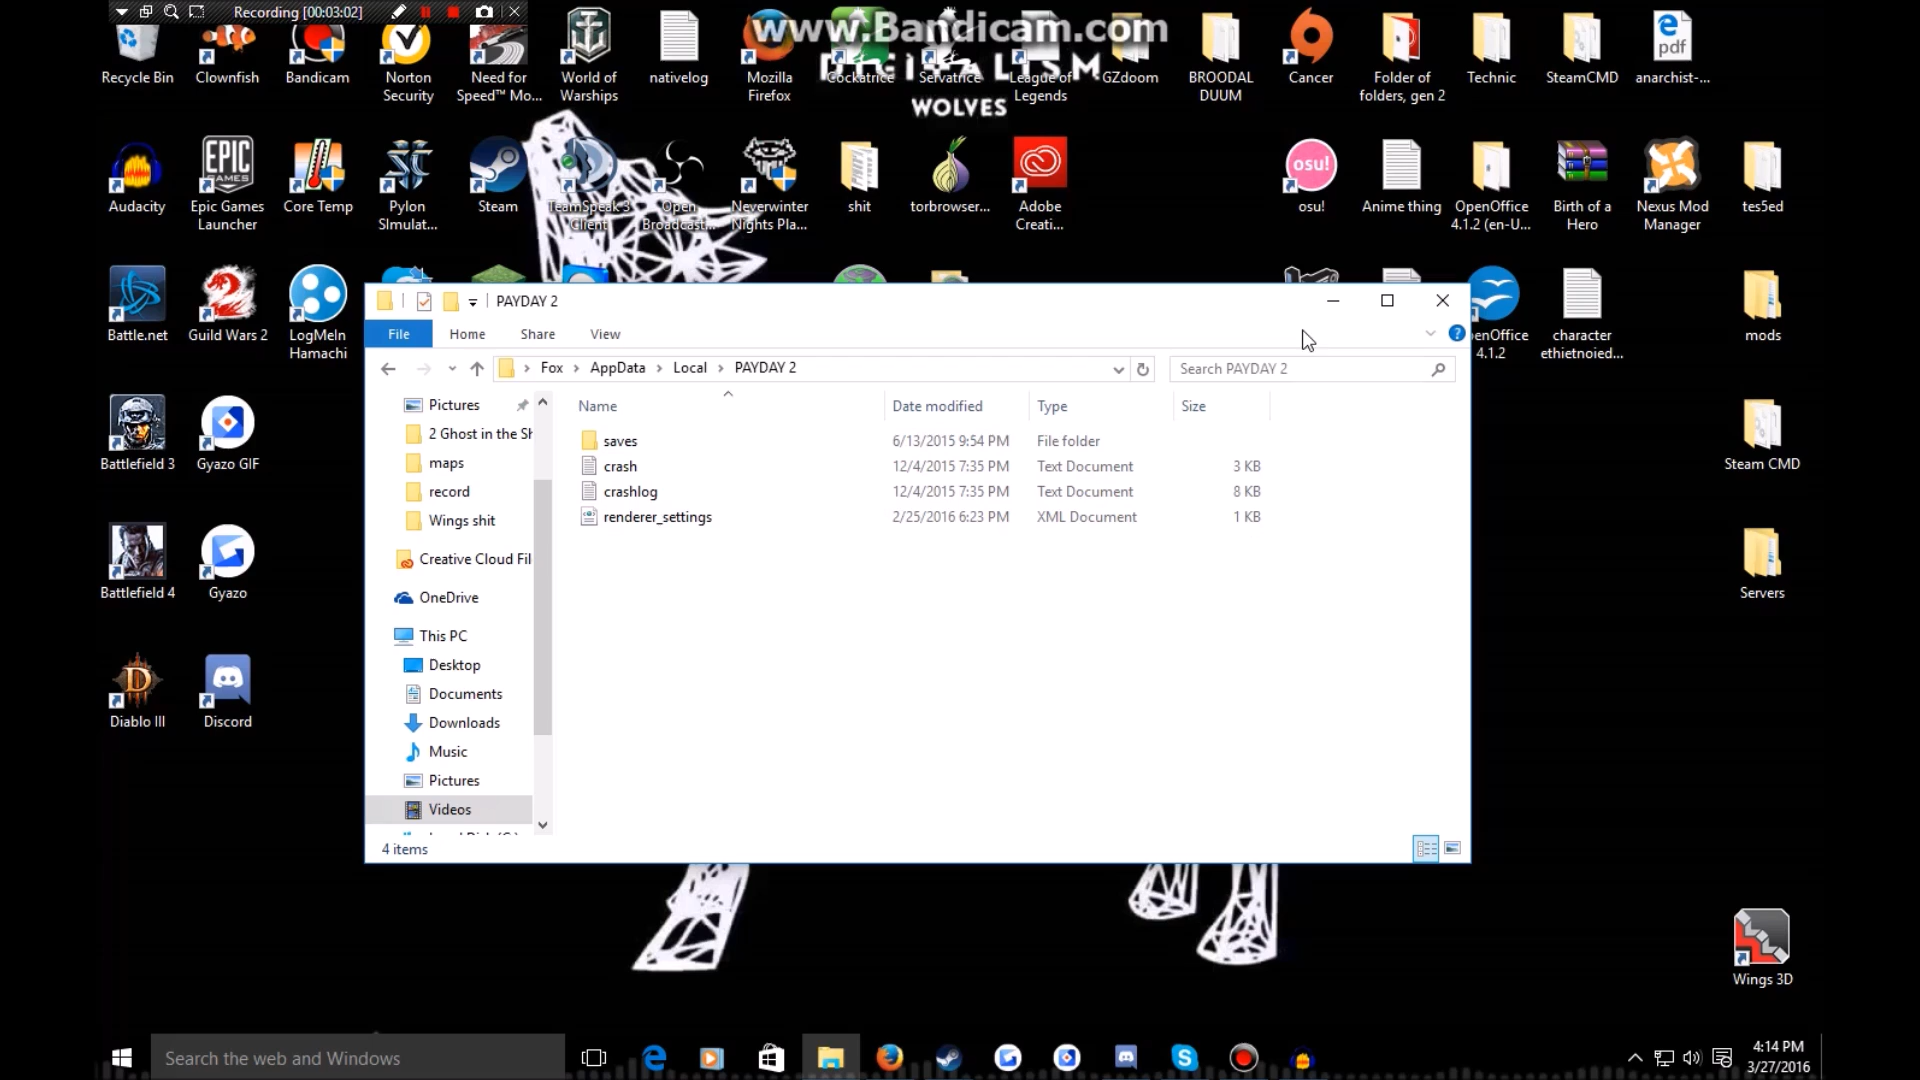 Recording [00:03:02]
www.Bandicam.com
DIGITALISM
WOLVES
Recycle Bin
Clownfish
Bandicam
Norton
Security
Need for
Speed™ Mo...
World of
Warships
nativelog
Mozilla
Firefox
Cockatrice
Servatrice
League of
Legends
GZdoom
BROODAL
DUUM
Cancer
Folder of
folders, gen 2
Technic
SteamCMD
pdf
anarchist-...
Audacity
EPIC
GAMES
Epic Games
Launcher
Core Temp
Pylon
SImulat...
Steam
TeamSpeak 3
Client
Open
Broadcast...
Neverwinter
Nights Pla...
shit
torbrowser...
Adobe
Creati...
osu!
osu!
Anime thing
OpenOffice
4.1.2 (en-U...
Birth of a
Hero
Nexus Mod
Manager
tes5ed
Battle.net
Guild Wars 2
LogMeIn
Hamachi
enOffice
4.1.2
character
ethietnoied...
mods
Battlefield 3
Gyazo GIF
Steam CMD
Battlefield 4
Gyazo
Servers
Diablo III
Discord
Wings 3D
PAYDAY 2
File
Home
Share
View
Fox > AppData > Local > PAYDAY 2
Search PAYDAY 2
Name
Date modified
Type
Size
saves 6/13/2015 9:54 PM File folder
crash 12/4/2015 7:35 PM Text Document 3 KB
crashlog 12/4/2015 7:35 PM Text Document 8 KB
renderer_settings 2/25/2016 6:23 PM XML Document 1 KB
Pictures
2 Ghost in the Sh
maps
record
Wings shit
Creative Cloud Fil
OneDrive
This PC
Desktop
Documents
Downloads
Music
Pictures
Videos
4 items
Search the web and Windows
4:14 PM
3/27/2016